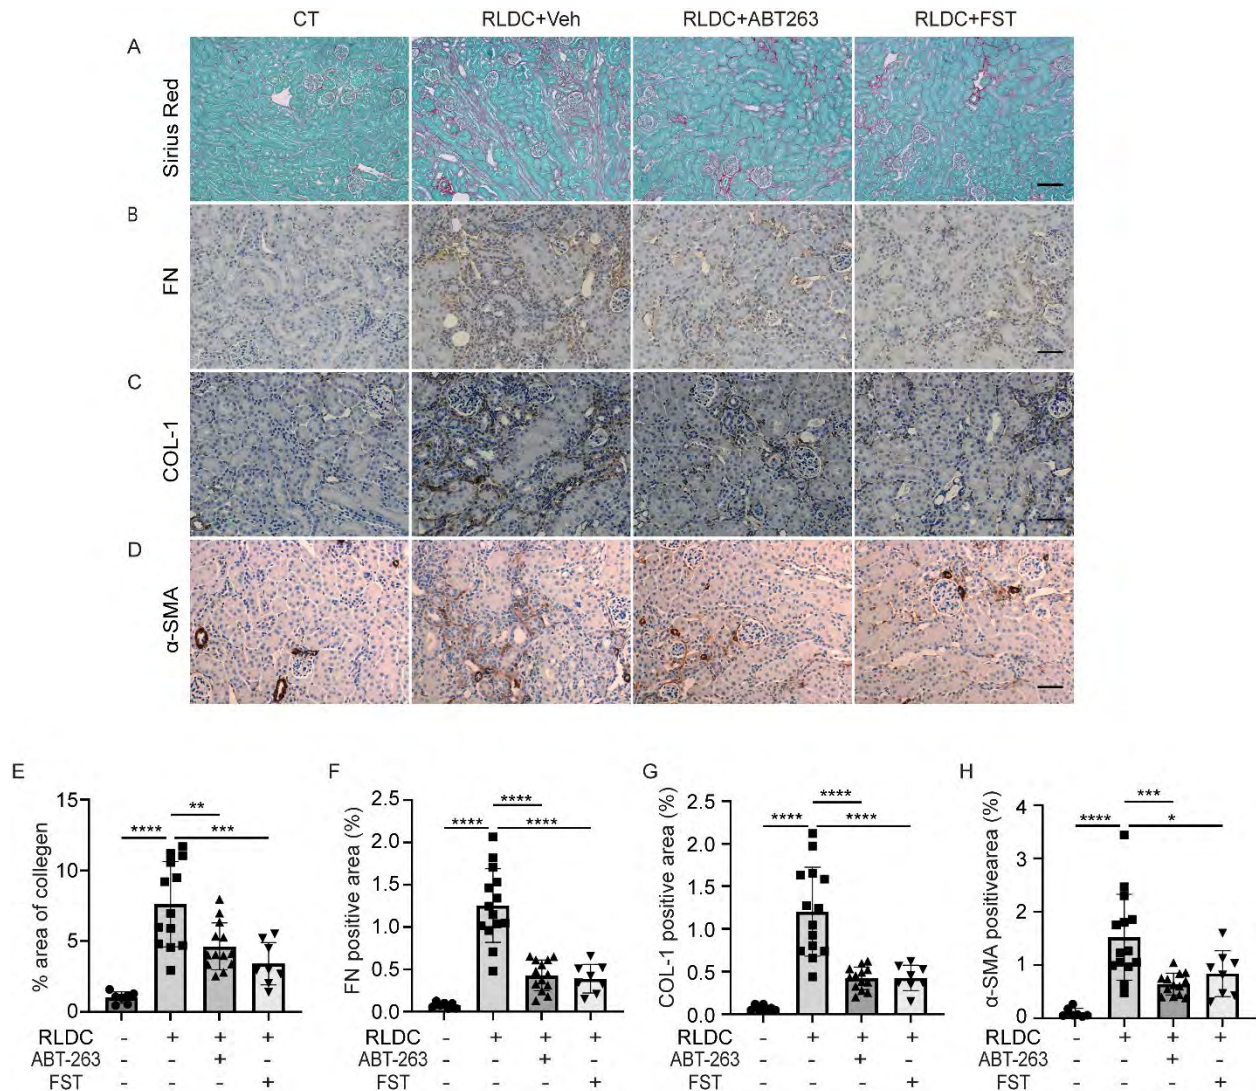 CT RLDC+Veh RLDC+ABT263 RLDC+FST
A
Sirius Red
B
FN
C
COL-1
D
α-SMA
E
% area of collegen
15
10
5
0
**
**** ***
RLDC - + + +
ABT-263 - - + -
FST - - - +
F
FN positive area (%)
2.5
2.0
1.5
1.0
0.5
0.0
****
**** ****
RLDC - + + +
ABT-263 - - + -
FST - - - +
G
COL-1 positive area (%)
2.5
2.0
1.5
1.0
0.5
0.0
****
**** ****
RLDC - + + +
ABT-263 - - + -
FST - - - +
H
α-SMA positivearea (%)
4
3
2
1
0
***
**** *
RLDC - + + +
ABT-263 - - + -
FST - - - +